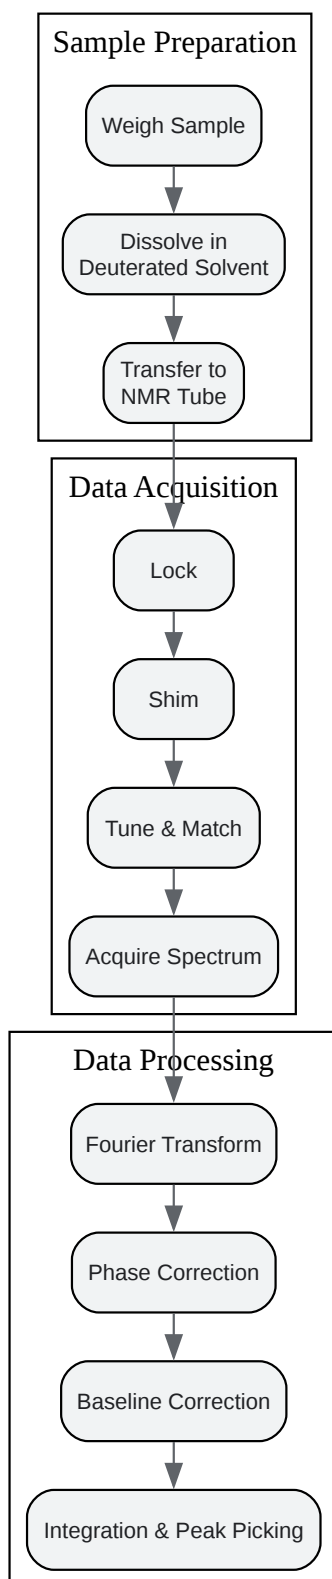 Sample Preparation
Weigh Sample
Dissolve in
Deuterated Solvent
Transfer to
NMR Tube
Data Acquisition
Lock
Shim
Tune & Match
Acquire Spectrum
Data Processing
Fourier Transform
Phase Correction
Baseline Correction
Integration & Peak Picking